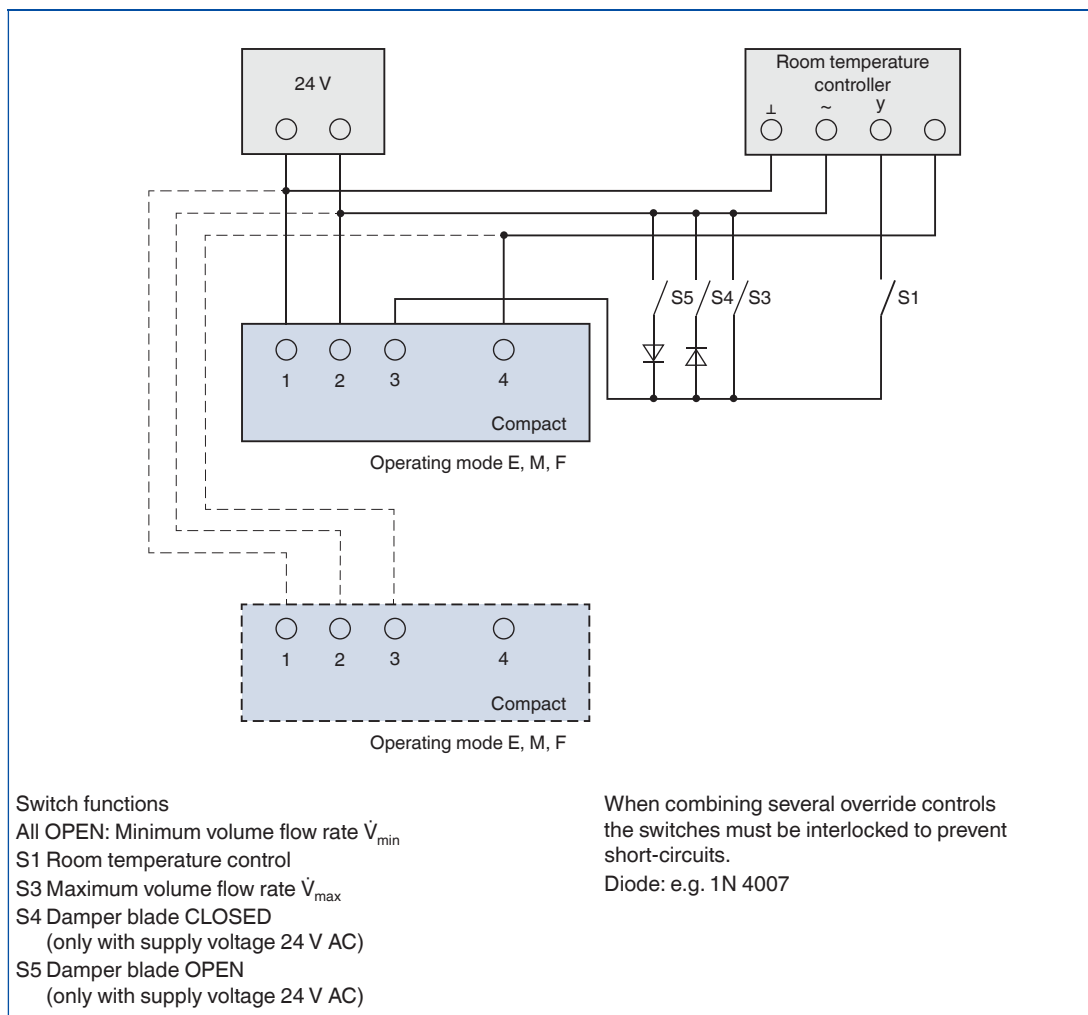 24 V
Room temperature
controller
⊥ ~ y
S5 S4 S3 S1
1 2 3 4
Compact
Operating mode E, M, F
1 2 3 4
Compact
Operating mode E, M, F
Switch functions
All OPEN: Minimum volume flow rate V̇min
S1 Room temperature control
S3 Maximum volume flow rate V̇max
S4 Damper blade CLOSED
(only with supply voltage 24 V AC)
S5 Damper blade OPEN
(only with supply voltage 24 V AC)
When combining several override controls
the switches must be interlocked to prevent
short-circuits.
Diode: e.g. 1N 4007